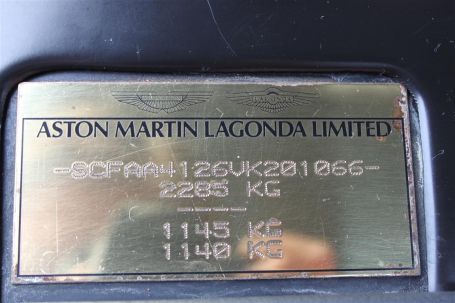 ASTON MARTIN LAGONDA LIMITED
-SCFAA4126VK201066-
2285 KG
----
1145 KG
1140 KG